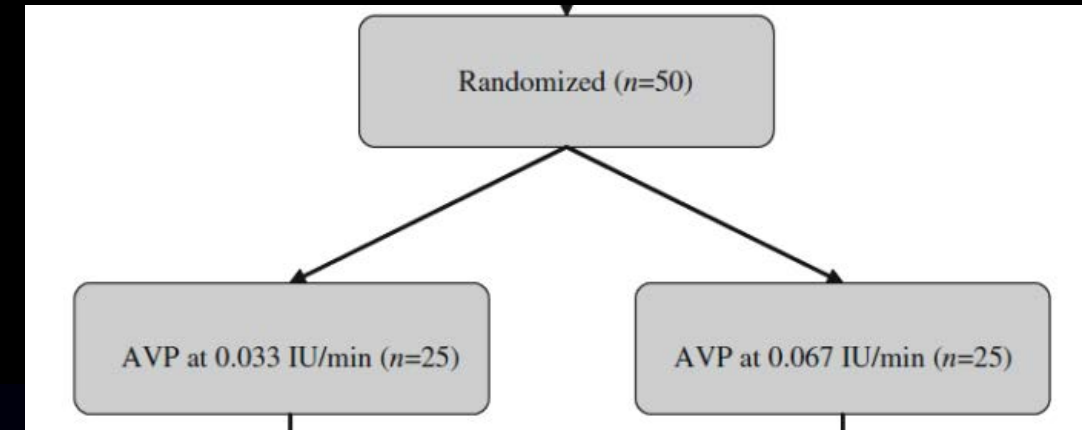 Randomized (n=50)
AVP at 0.033 IU/min (n=25)
AVP at 0.067 IU/min (n=25)